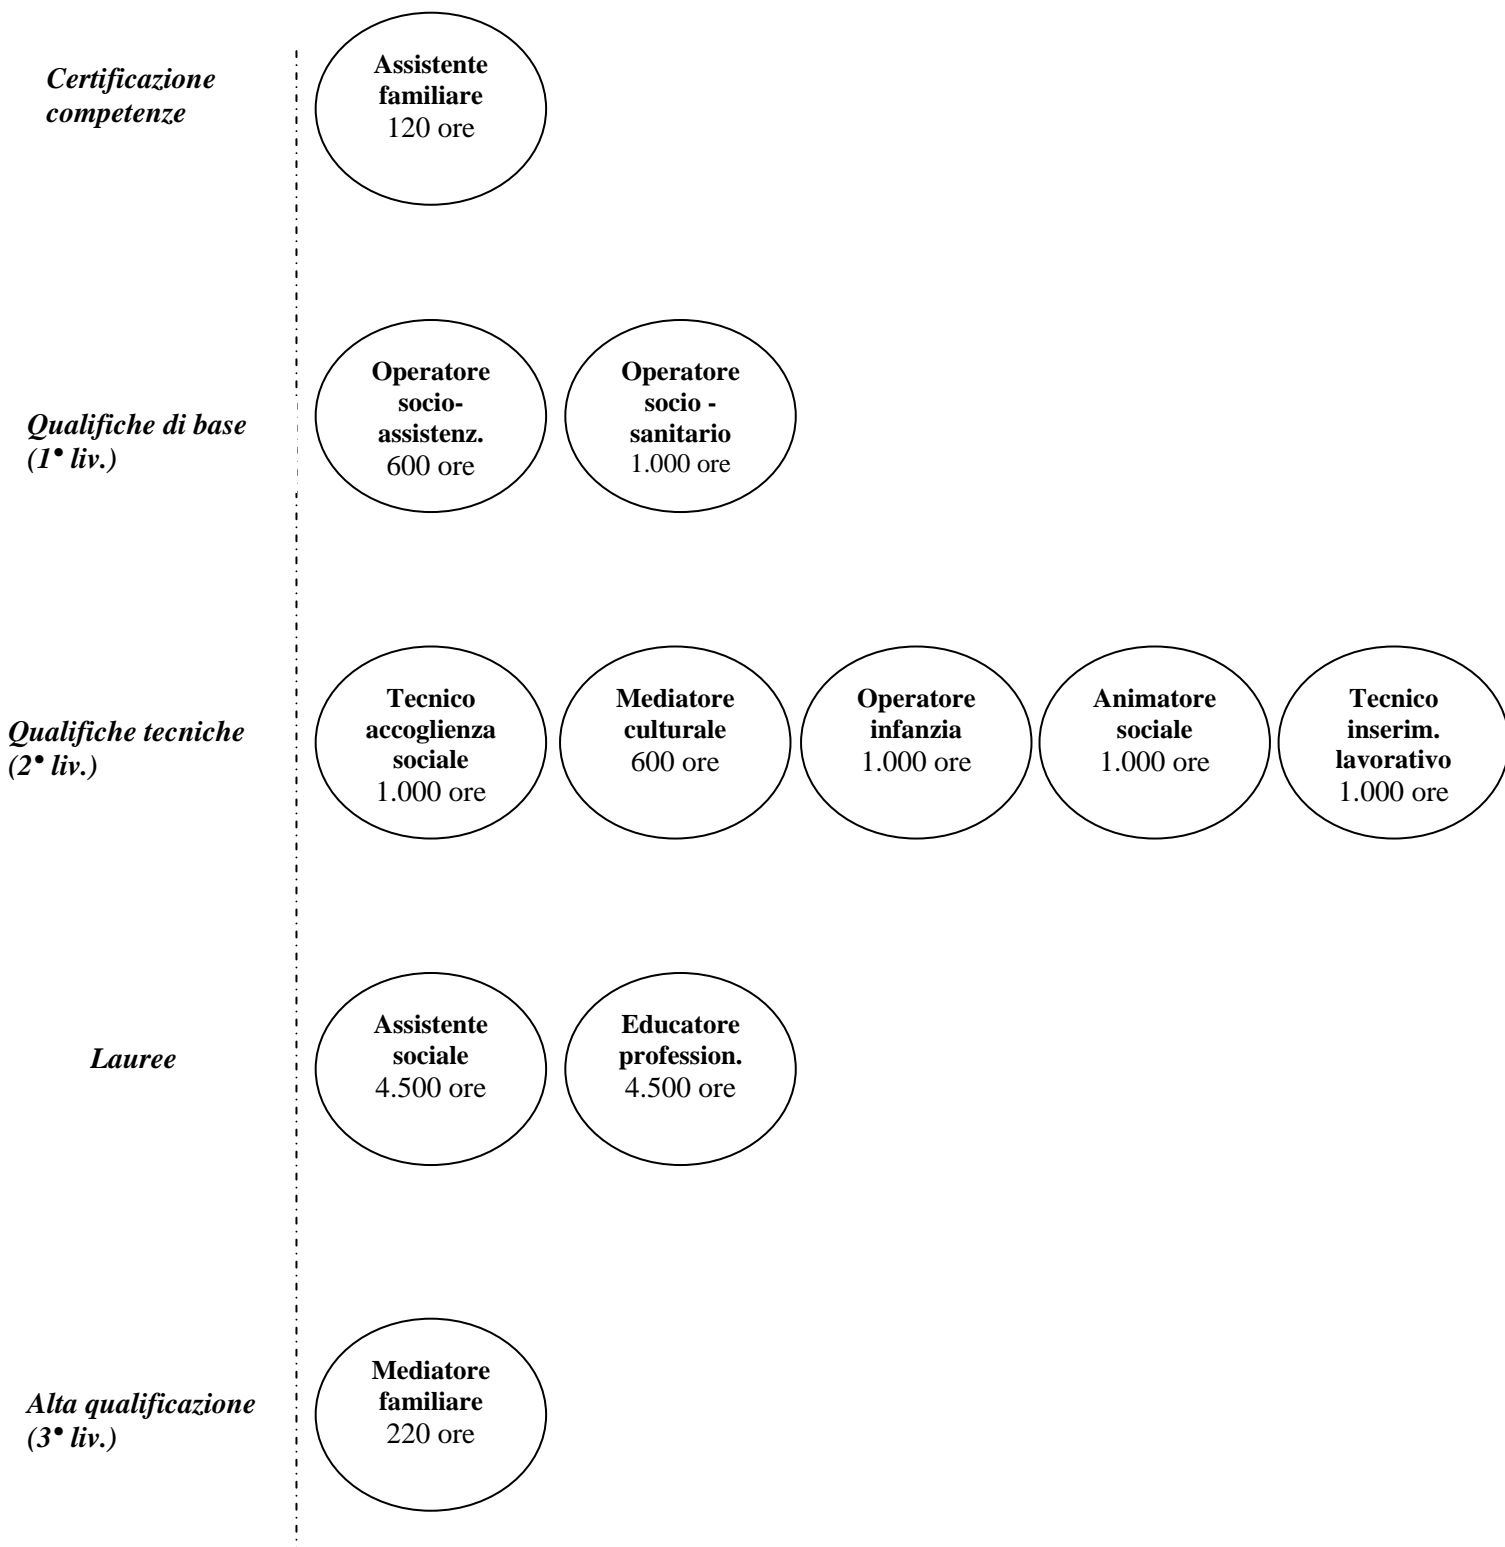 Certificazione
competenze
Assistente
familiare
120 ore
Qualifiche di base
(1° liv.)
Operatore
socio-
assistenz.
600 ore
Operatore
socio -
sanitario
1.000 ore
Qualifiche tecniche
(2° liv.)
Tecnico
accoglienza
sociale
1.000 ore
Mediatore
culturale
600 ore
Operatore
infanzia
1.000 ore
Animatore
sociale
1.000 ore
Tecnico
inserim.
lavorativo
1.000 ore
Lauree
Assistente
sociale
4.500 ore
Educatore
profession.
4.500 ore
Alta qualificazione
(3° liv.)
Mediatore
familiare
220 ore